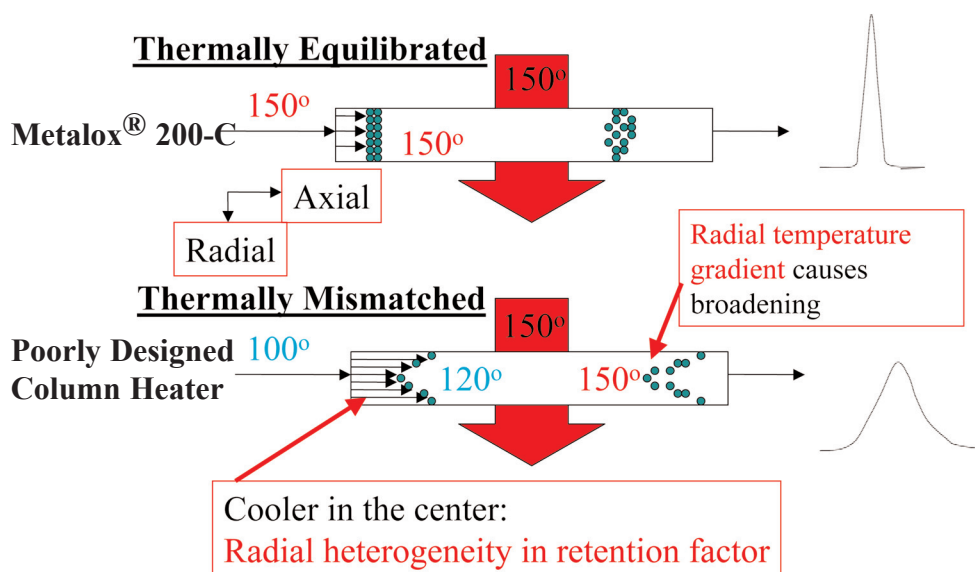 Thermally Equilibrated
150°
150°
Metalox® 200-C
150°
Axial
Radial
Radial temperature
gradient causes
broadening
Thermally Mismatched
150°
Poorly Designed
Column Heater
100°
120°
150°
Cooler in the center:
Radial heterogeneity in retention factor